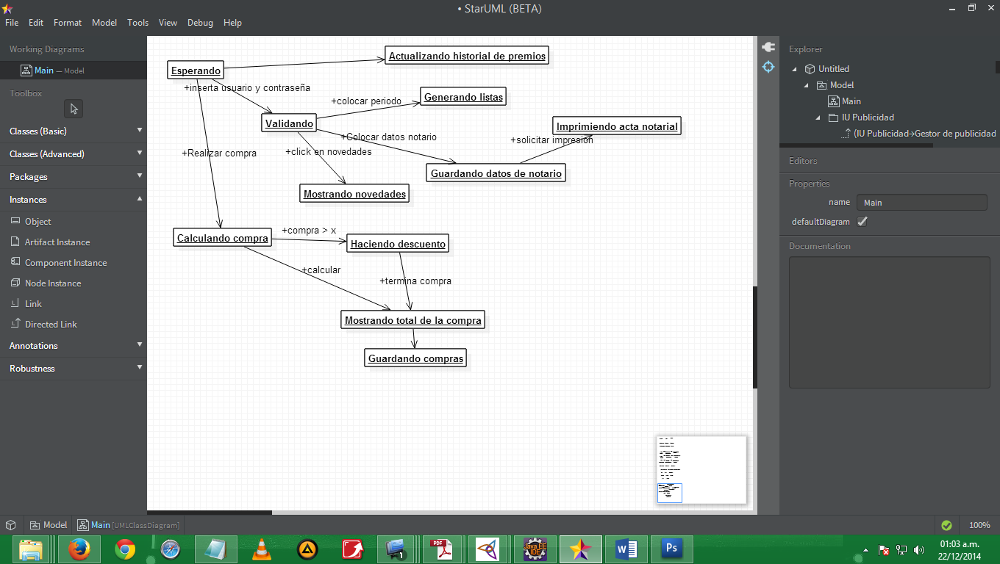 • StarUML (BETA)
File Edit Format Model Tools View Debug Help
Working Diagrams
Main — Model
Toolbox
Classes (Basic)
Classes (Advanced)
Packages
Instances
Object
Artifact Instance
Component Instance
Node Instance
Link
Directed Link
Annotations
Robustness
Actualizando historial de premios
Esperando
+inserta usuario y contraseña
+colocar periodo
Generando listas
Validando
Imprimiendo acta notarial
+Colocar datos notario
+solicitar impresión
+Realizar compra
+click en novedades
Guardando datos de notario
Mostrando novedades
Calculando compra
+compra > x
Haciendo descuento
+calcular
+termina compra
Mostrando total de la compra
Guardando compras
Explorer
Untitled
Model
Main
IU Publicidad
(IU Publicidad→Gestor de publicidad
Editors
Properties
name Main
defaultDiagram
Documentation
Model Main [UMLClassDiagram]
100%
PDF
Java EE
IDE
W
Ps
01:03 a.m.
22/12/2014